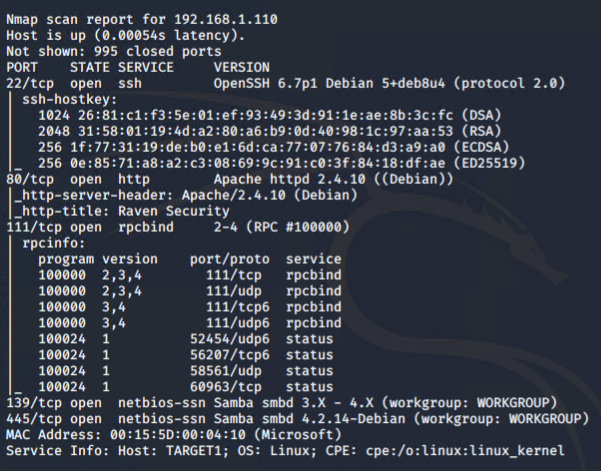 Nmap scan report for 192.168.1.110
Host is up (0.00054s latency).
Not shown: 995 closed ports
PORT    STATE SERVICE     VERSION
22/tcp  open  ssh         OpenSSH 6.7p1 Debian 5+deb8u4 (protocol 2.0)
| ssh-hostkey:
|   1024 26:81:c1:f3:5e:01:ef:93:49:3d:91:1e:ae:8b:3c:fc (DSA)
|   2048 31:58:01:19:4d:a2:80:a6:b9:0d:40:98:1c:97:aa:53 (RSA)
|   256 1f:77:31:19:de:b0:e1:6d:ca:77:07:76:84:d3:a9:a0 (ECDSA)
|_  256 0e:85:71:a8:a2:c3:08:69:9c:91:c0:3f:84:18:df:ae (ED25519)
80/tcp  open  http        Apache httpd 2.4.10 ((Debian))
|_http-server-header: Apache/2.4.10 (Debian)
|_http-title: Raven Security
111/tcp open  rpcbind     2-4 (RPC #100000)
| rpcinfo:
|   program version    port/proto  service
|   100000  2,3,4        111/tcp   rpcbind
|   100000  2,3,4        111/udp   rpcbind
|   100000  3,4          111/tcp6  rpcbind
|   100000  3,4          111/udp6  rpcbind
|   100024  1          52454/udp6  status
|   100024  1          56207/tcp6  status
|   100024  1          58561/udp   status
|_  100024  1          60963/tcp   status
139/tcp open  netbios-ssn Samba smbd 3.X - 4.X (workgroup: WORKGROUP)
445/tcp open  netbios-ssn Samba smbd 4.2.14-Debian (workgroup: WORKGROUP)
MAC Address: 00:15:5D:00:04:10 (Microsoft)
Service Info: Host: TARGET1; OS: Linux; CPE: cpe:/o:linux:linux_kernel